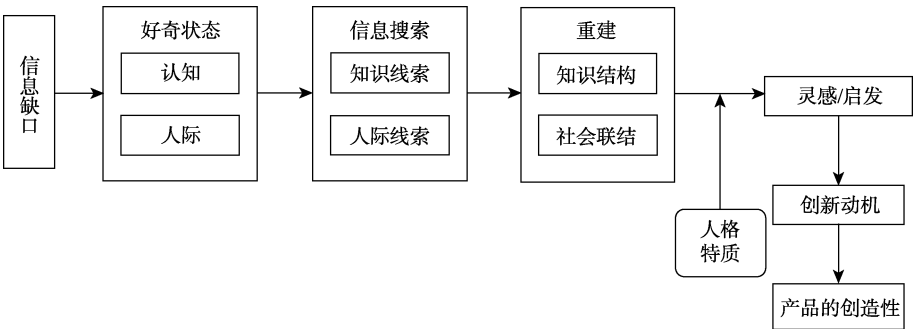 信息缺口
好奇状态
认知
人际
信息搜索
知识线索
人际线索
重建
知识结构
社会联结
人格
特质
灵感/启发
创新动机
产品的创造性